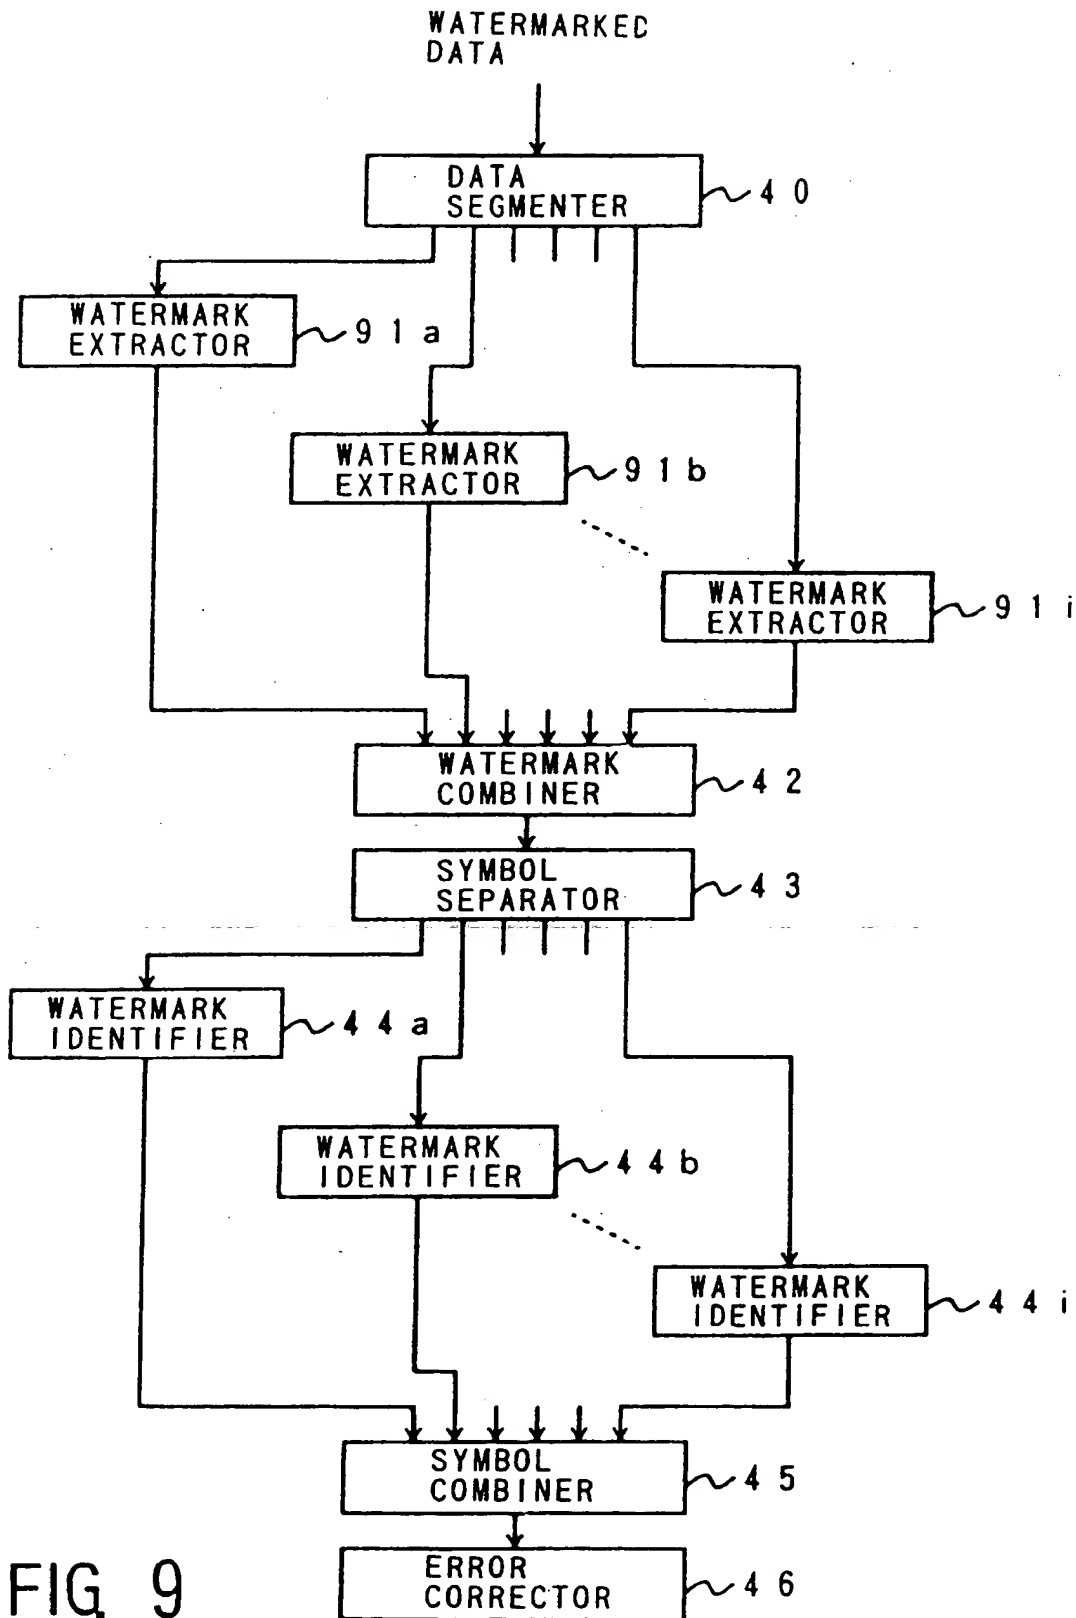 WATERMARKED
DATA
DATA
SEGMENTER
40
WATERMARK
EXTRACTOR
91a
WATERMARK
EXTRACTOR
91b
WATERMARK
EXTRACTOR
91i
WATERMARK
COMBINER
42
SYMBOL
SEPARATOR
43
WATERMARK
IDENTIFIER
44a
WATERMARK
IDENTIFIER
44b
WATERMARK
IDENTIFIER
44i
SYMBOL
COMBINER
45
ERROR
CORRECTOR
46
FIG. 9